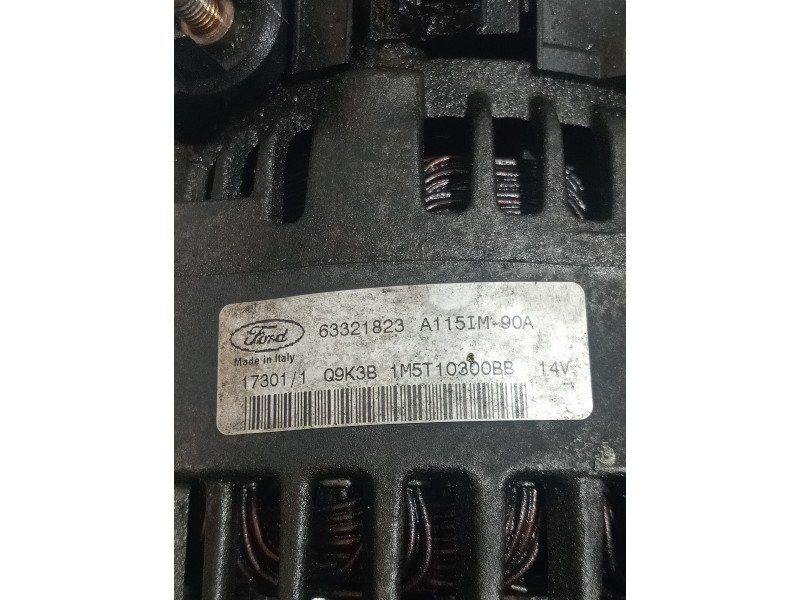 Ford 63321823 A115IM-90A
Made in Italy
17301/1 Q9K3B 1M5T10300BB 14V